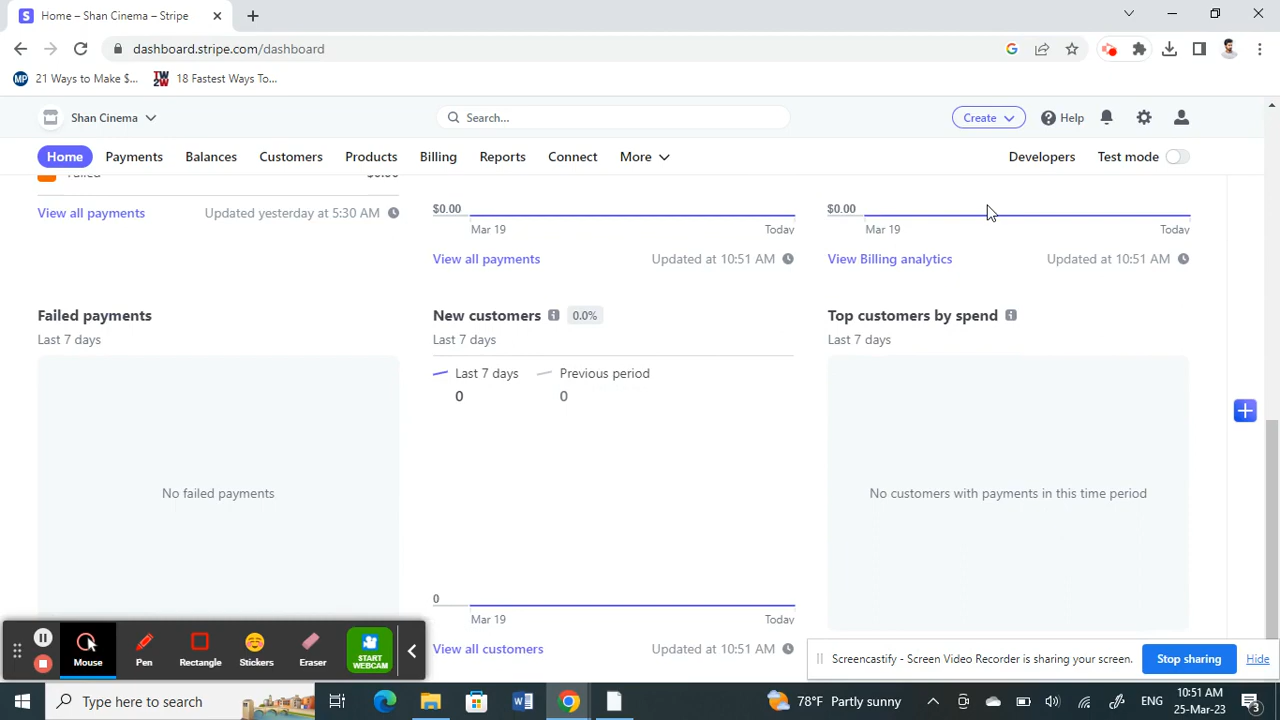 Home – Shan Cinema – Stripe
dashboard.stripe.com/dashboard
MP 21 Ways to Make $... TW 2W 18 Fastest Ways To...
Shan Cinema Search... Create Help
Home Payments Balances Customers Products Billing Reports Connect More Developers Test mode
Failed $0.00
View all payments Updated yesterday at 5:30 AM
$0.00
Mar 19 Today
View all payments Updated at 10:51 AM
$0.00
Mar 19 Today
View Billing analytics Updated at 10:51 AM
Failed payments
Last 7 days
No failed payments
New customers 0.0%
Last 7 days
Last 7 days Previous period
0 0
0
Mar 19 Today
View all customers Updated at 10:51 AM
Top customers by spend
Last 7 days
No customers with payments in this time period
Mouse Pen Rectangle Stickers Eraser START WEBCAM
Screencastify - Screen Video Recorder is sharing your screen. Stop sharing Hide
Type here to search 78°F Partly sunny ENG 10:51 AM
25-Mar-23 3